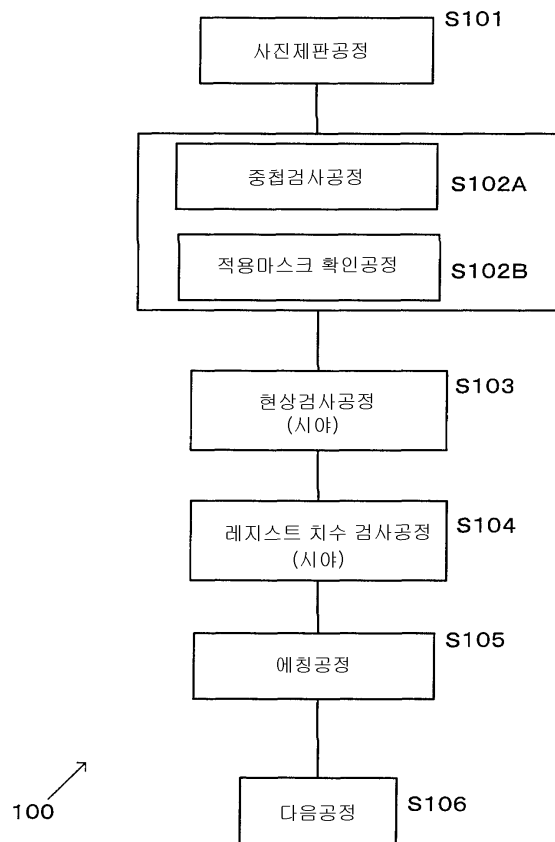 S101
사진제판공정
중첩검사공정
S102A
적용마스크 확인공정
S102B
S103
현상검사공정
(시야)
S104
레지스트 치수 검사공정
(시야)
S105
에칭공정
100
다음공정
S106